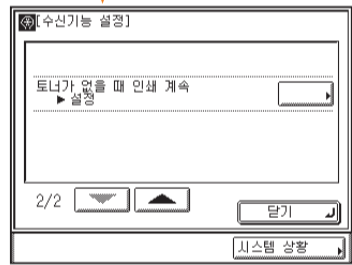 [수신기능 설정]
토너가 없을 때 인쇄 계속
▶ 설정
2/2
닫기
시스템 상황